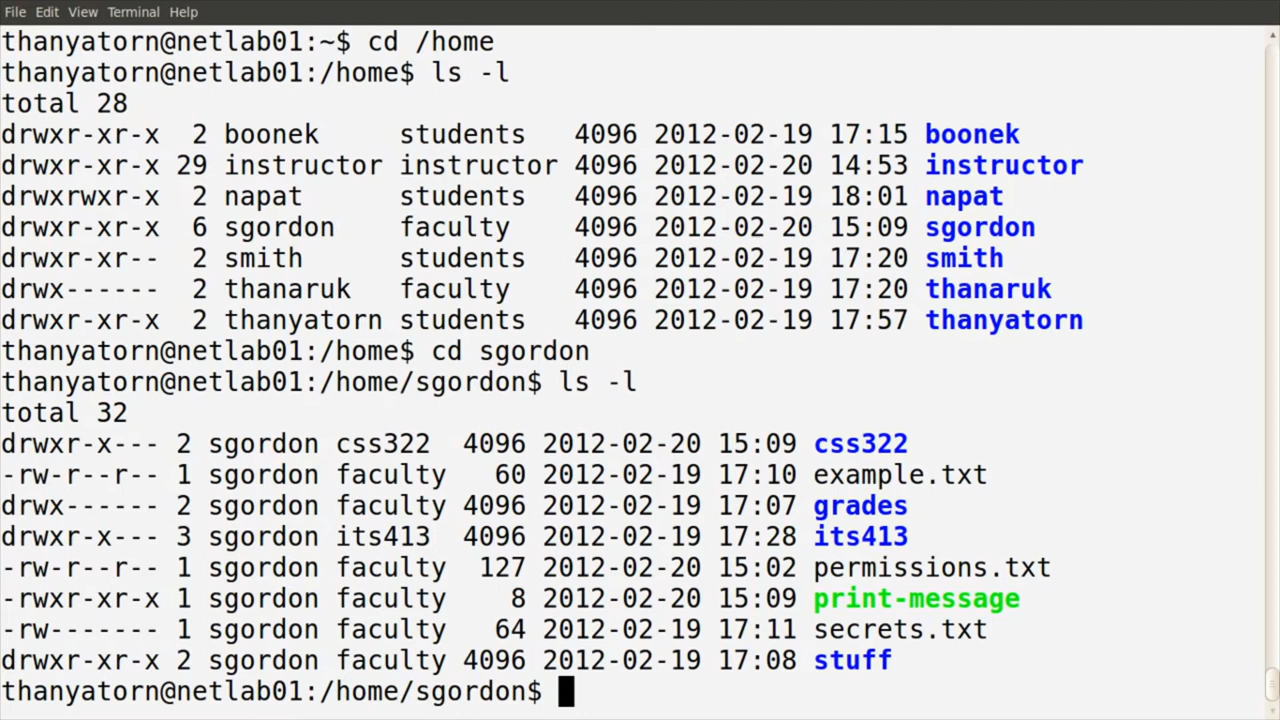 File Edit View Terminal Help
thanyatorn@netlab01:~$ cd /home
thanyatorn@netlab01:/home$ ls -l
total 28
drwxr-xr-x  2 boonek     students   4096 2012-02-19 17:15 boonek
drwxr-xr-x 29 instructor instructor 4096 2012-02-20 14:53 instructor
drwxrwxr-x  2 napat      students   4096 2012-02-19 18:01 napat
drwxr-xr-x  6 sgordon    faculty    4096 2012-02-20 15:09 sgordon
drwxr-xr--  2 smith      students   4096 2012-02-19 17:20 smith
drwx------  2 thanaruk   faculty    4096 2012-02-19 17:20 thanaruk
drwxr-xr-x  2 thanyatorn students   4096 2012-02-19 17:57 thanyatorn
thanyatorn@netlab01:/home$ cd sgordon
thanyatorn@netlab01:/home/sgordon$ ls -l
total 32
drwxr-x--- 2 sgordon css322  4096 2012-02-20 15:09 css322
-rw-r--r-- 1 sgordon faculty   60 2012-02-19 17:10 example.txt
drwx------ 2 sgordon faculty 4096 2012-02-19 17:07 grades
drwxr-x--- 3 sgordon its413  4096 2012-02-19 17:28 its413
-rw-r--r-- 1 sgordon faculty  127 2012-02-20 15:02 permissions.txt
-rwxr-xr-x 1 sgordon faculty    8 2012-02-20 15:09 print-message
-rw------- 1 sgordon faculty   64 2012-02-19 17:11 secrets.txt
drwxr-xr-x 2 sgordon faculty 4096 2012-02-19 17:08 stuff
thanyatorn@netlab01:/home/sgordon$